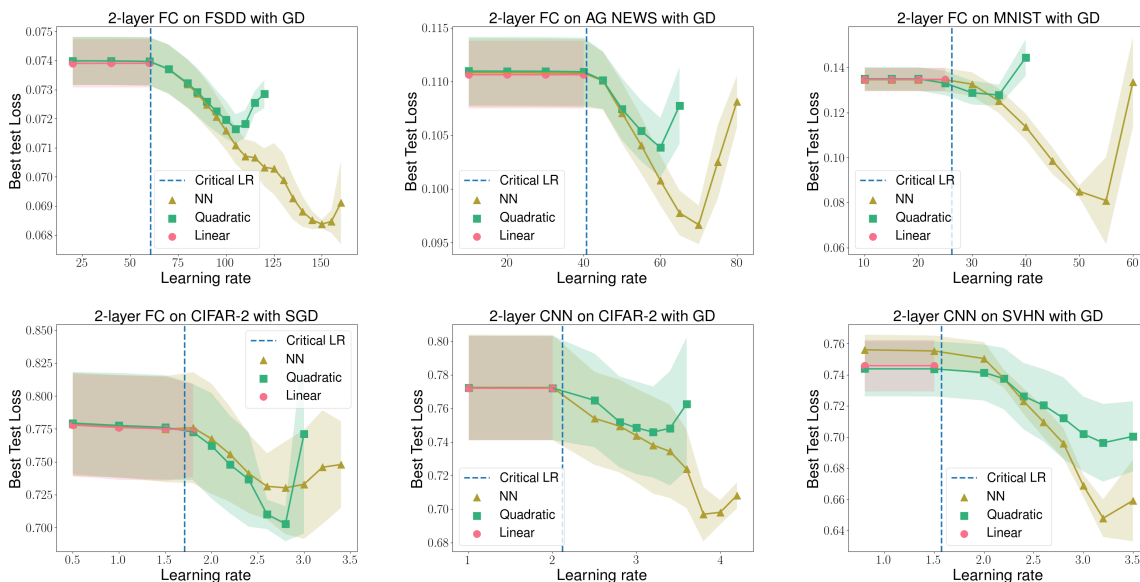 2-layer FC on FSDD with GD
Best Test Loss
0.075
0.074
0.073
0.072
0.071
0.070
0.069
0.068
Critical LR
NN
Quadratic
Linear
25 50 75 100 125 150
Learning rate
2-layer FC on AG NEWS with GD
Best Test Loss
0.115
0.110
0.105
0.100
0.095
Critical LR
NN
Quadratic
Linear
20 40 60 80
Learning rate
2-layer FC on MNIST with GD
Best Test Loss
0.14
0.12
0.10
0.08
0.06
Critical LR
NN
Quadratic
Linear
10 20 30 40 50 60
Learning rate
2-layer FC on CIFAR-2 with SGD
Best Test Loss
0.850
0.825
0.800
0.775
0.750
0.725
0.700
Critical LR
NN
Quadratic
Linear
0.5 1.0 1.5 2.0 2.5 3.0 3.5
Learning rate
2-layer CNN on CIFAR-2 with GD
Best Test Loss
0.80
0.78
0.76
0.74
0.72
0.70
0.68
Critical LR
NN
Quadratic
Linear
1 2 3 4
Learning rate
2-layer CNN on SVHN with GD
Best Test Loss
0.76
0.74
0.72
0.70
0.68
0.66
0.64
Critical LR
NN
Quadratic
Linear
1.0 1.5 2.0 2.5 3.0 3.5
Learning rate